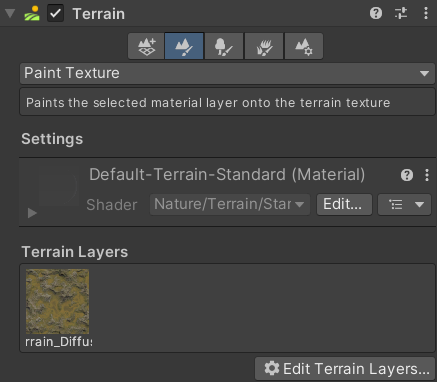 Terrain
Paint Texture
Paints the selected material layer onto the terrain texture
Settings
Default-Terrain-Standard (Material)
Shader Nature/Terrain/Star Edit...
Terrain Layers
rrain_Diffus
Edit Terrain Layers...